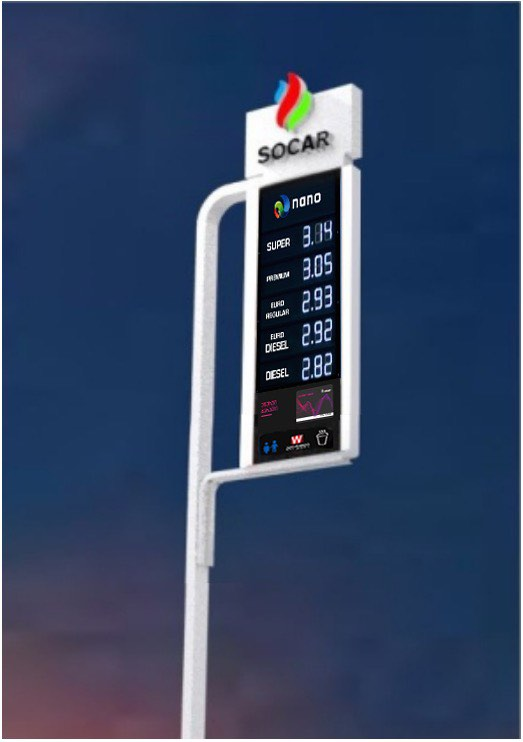 SOCAR
nano
SUPER 3.14
PREMIUM 3.05
EURO REGULAR 2.93
EURO DIESEL 2.92
DIESEL 2.82
W